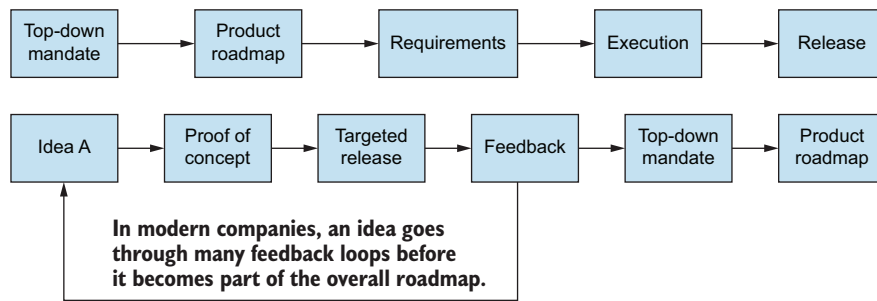 Top-down
mandate
Product
roadmap
Requirements
Execution
Release
Idea A
Proof of
concept
Targeted
release
Feedback
Top-down
mandate
Product
roadmap
In modern companies, an idea goes
through many feedback loops before
it becomes part of the overall roadmap.